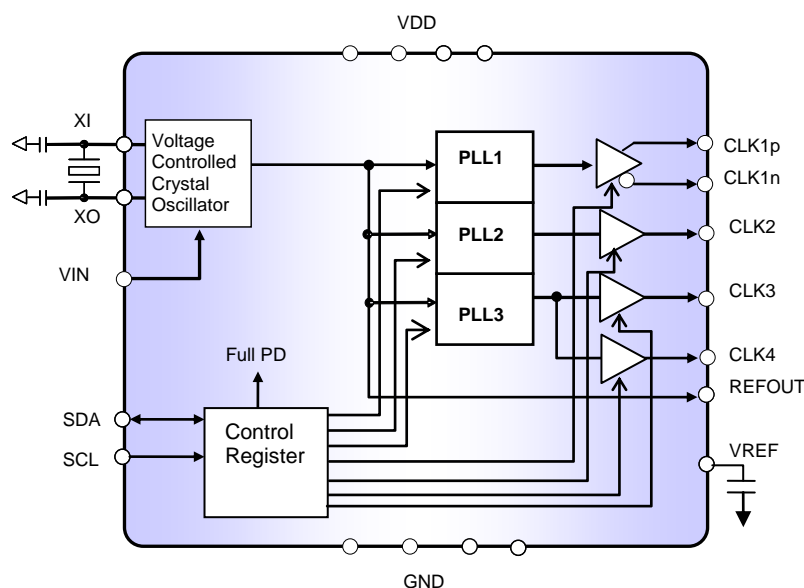 VDD
XI
XO
VIN
Voltage
Controlled
Crystal
Oscillator
PLL1
PLL2
PLL3
CLK1p
CLK1n
CLK2
CLK3
CLK4
REFOUT
VREF
Full PD
SDA
SCL
Control
Register
GND